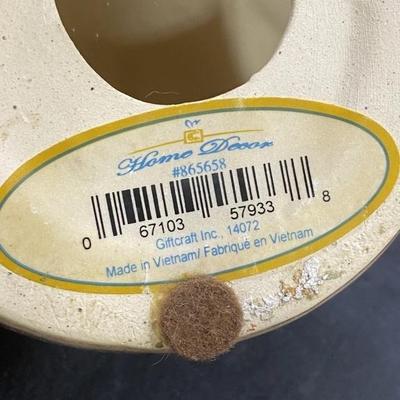 Home Decor
#865658
0 67103 57933 8
Giftcraft Inc., 14072
Made in Vietnam/ Fabriqué en Vietnam